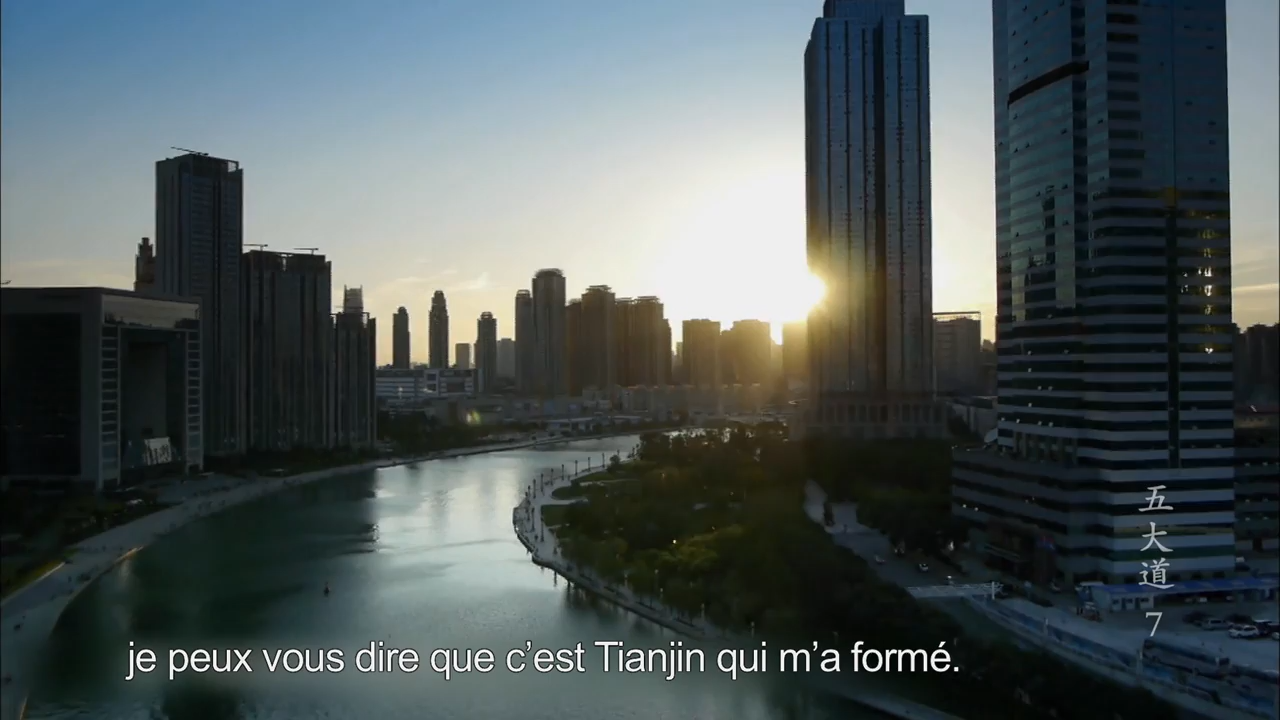 五大道 7
je peux vous dire que c’est Tianjin qui m’a formé.